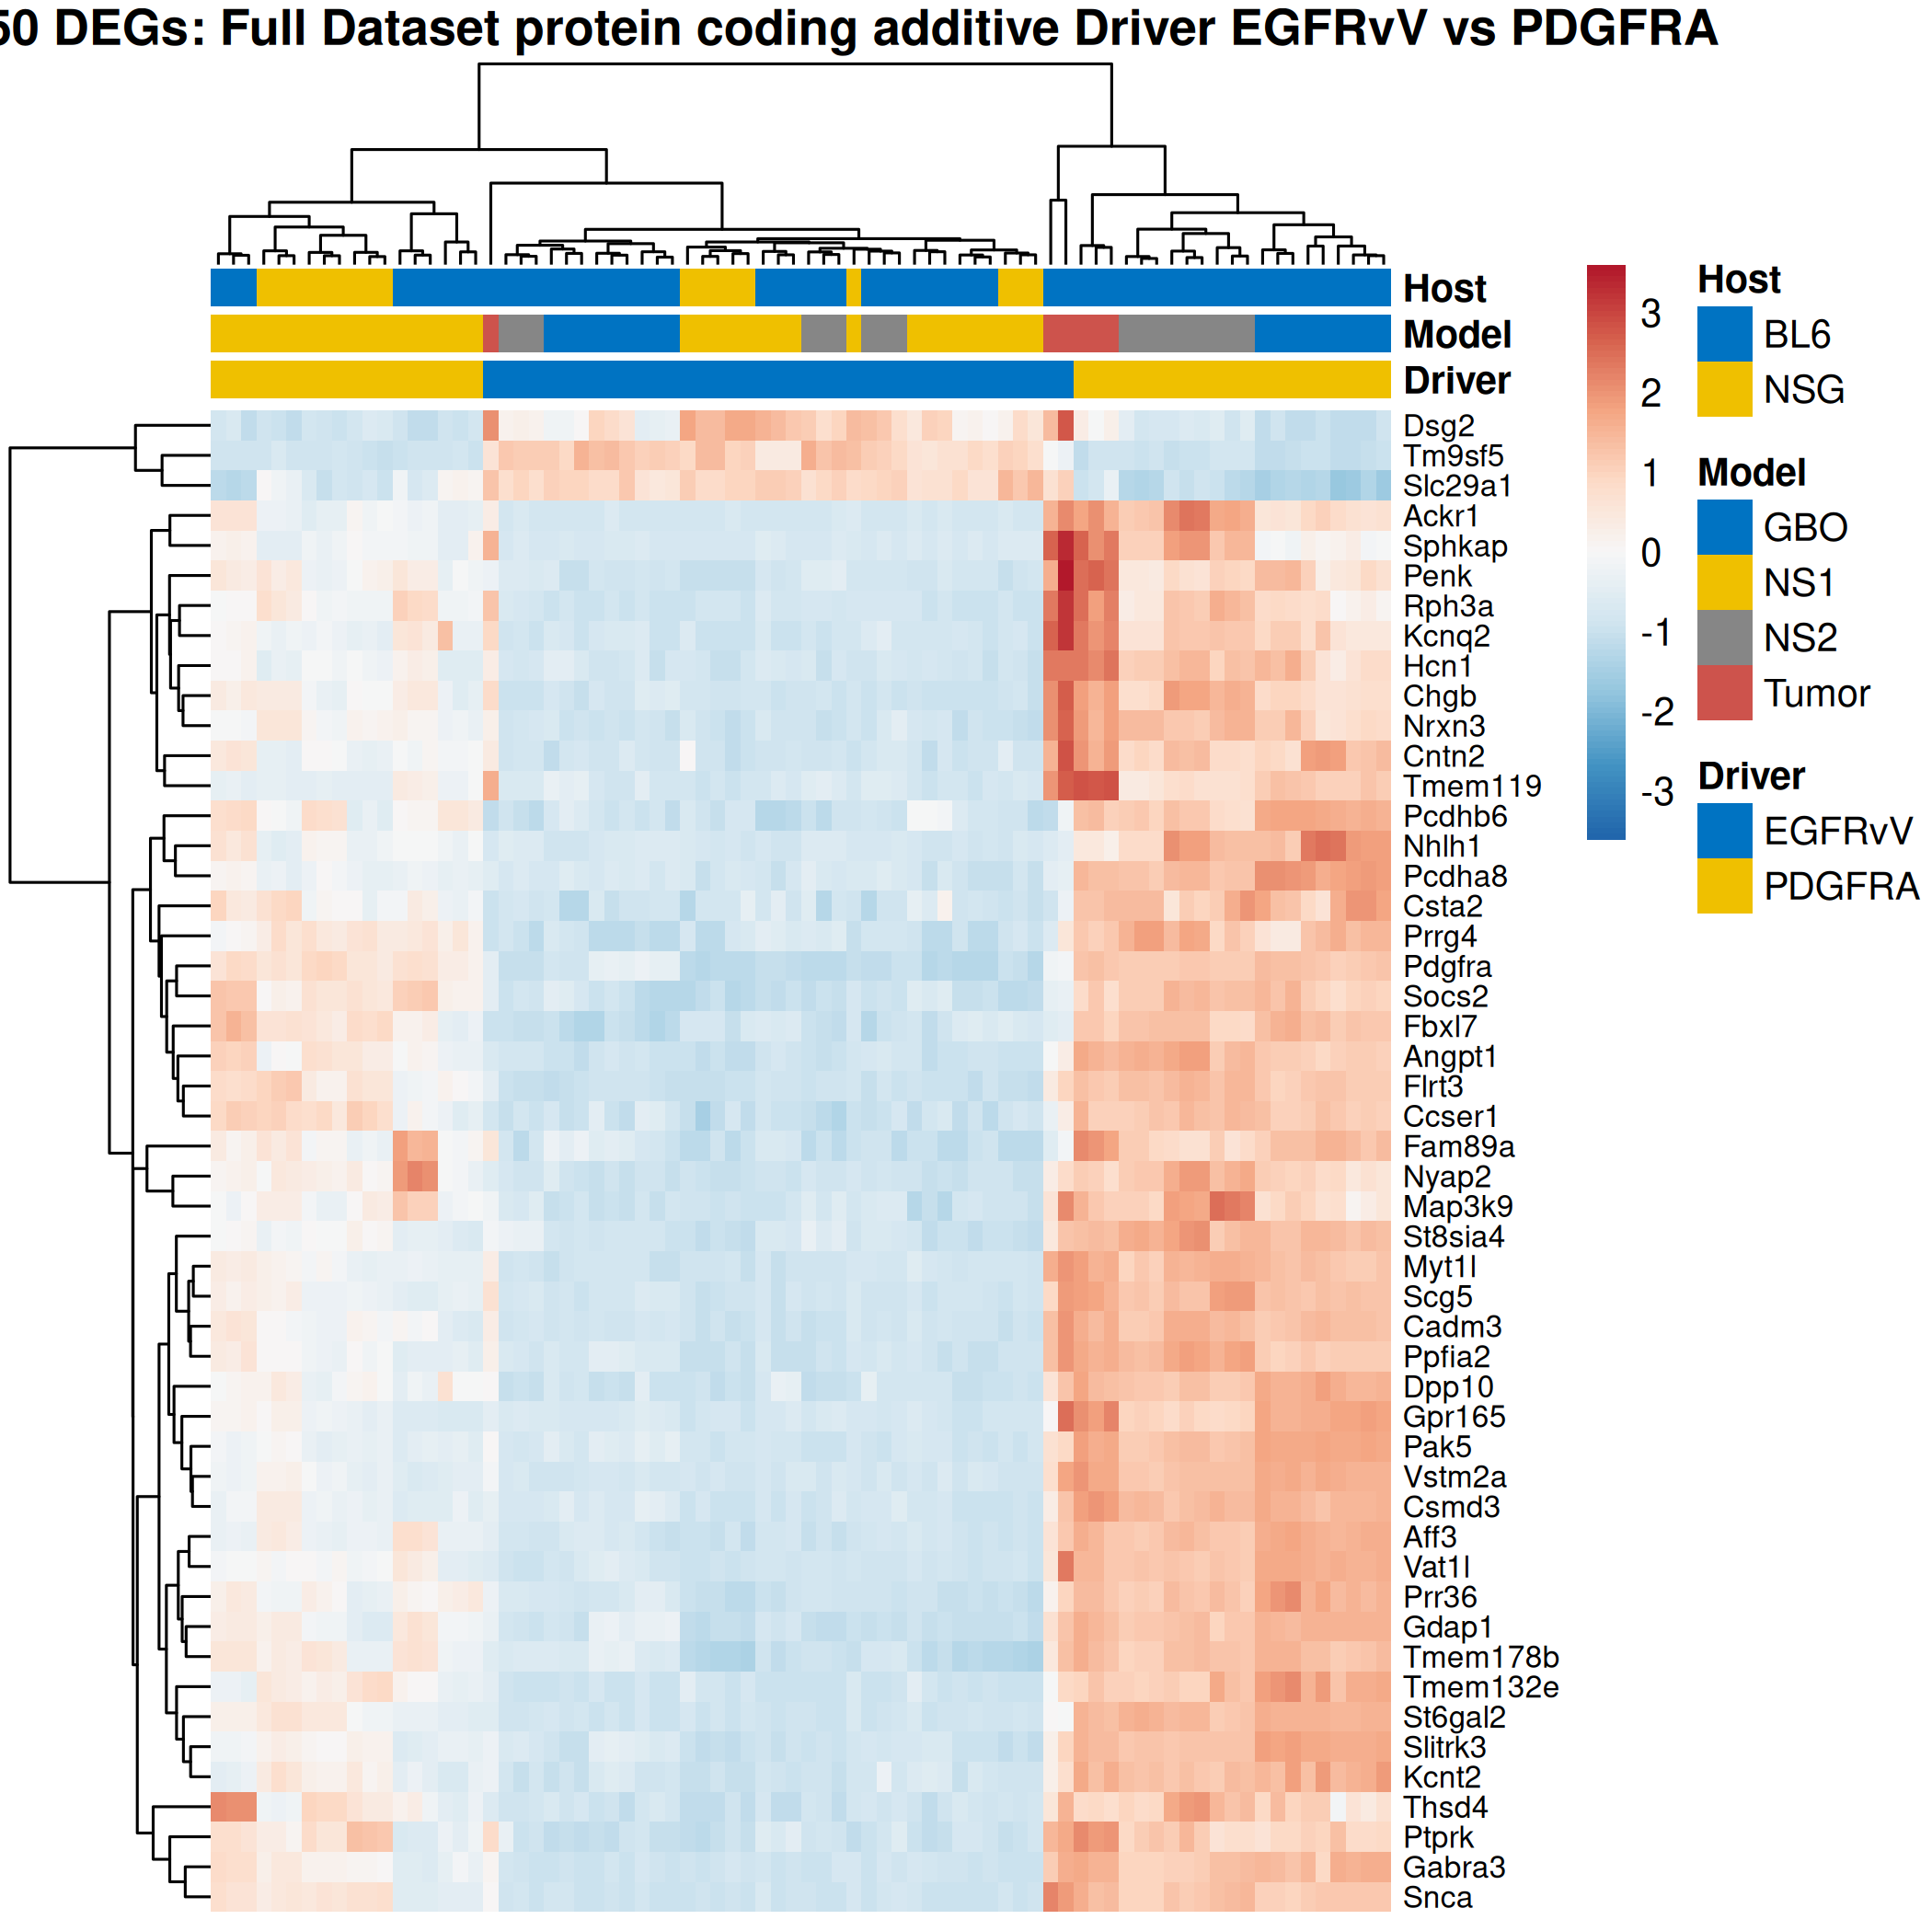 50 DEGs: Full Dataset protein coding additive Driver EGFRvV vs PDGFRA
Host
Model
Driver
Dsg2
Tm9sf5
Slc29a1
Ackr1
Sphkap
Penk
Rph3a
Kcnq2
Hcn1
Chgb
Nrxn3
Cntn2
Tmem119
Pcdhb6
Nhlh1
Pcdha8
Csta2
Prrg4
Pdgfra
Socs2
Fbxl7
Angpt1
Flrt3
Ccser1
Fam89a
Nyap2
Map3k9
St8sia4
Myt1l
Scg5
Cadm3
Ppfia2
Dpp10
Gpr165
Pak5
Vstm2a
Csmd3
Aff3
Vat1l
Prr36
Gdap1
Tmem178b
Tmem132e
St6gal2
Slitrk3
Kcnt2
Thsd4
Ptprk
Gabra3
Snca
3
2
1
0
-1
-2
-3
Host
BL6
NSG
Model
GBO
NS1
NS2
Tumor
Driver
EGFRvV
PDGFRA